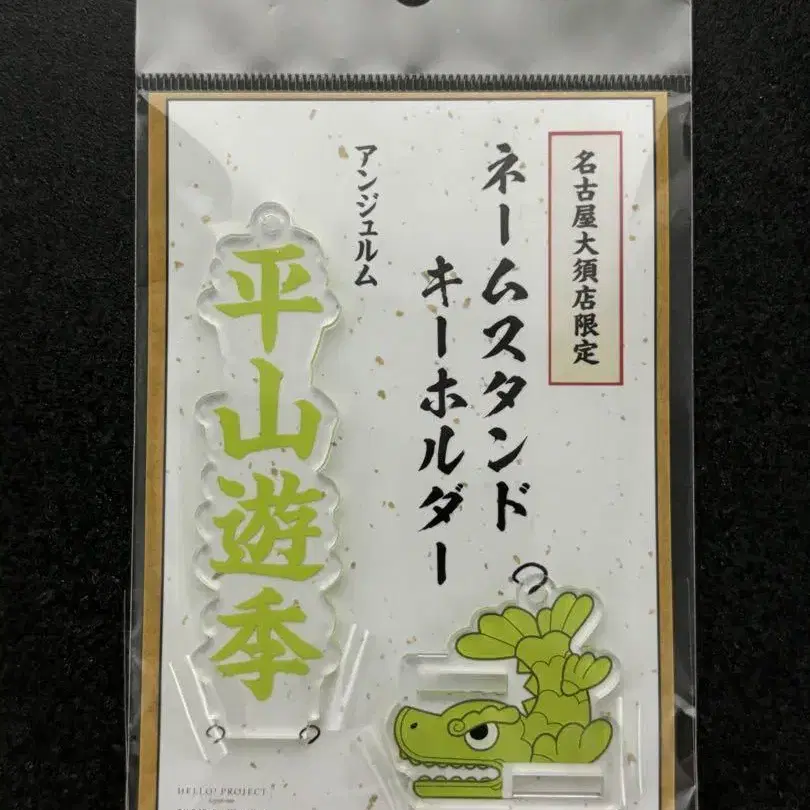 名古屋大須店限定
ネームスタンド
キーホルダー
アンジュルム
平山遊季
HELLO! PROJECT